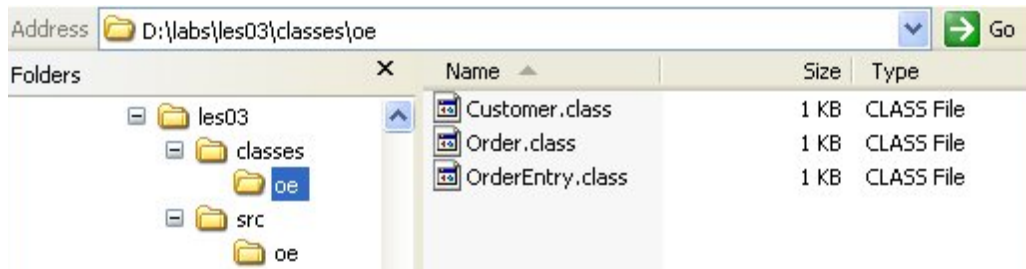 Address D:\labs\les03\classes\oe Go
Folders × Name Size Type
les03 Customer.class 1 KB CLASS File
classes Order.class 1 KB CLASS File
oe OrderEntry.class 1 KB CLASS File
src
oe